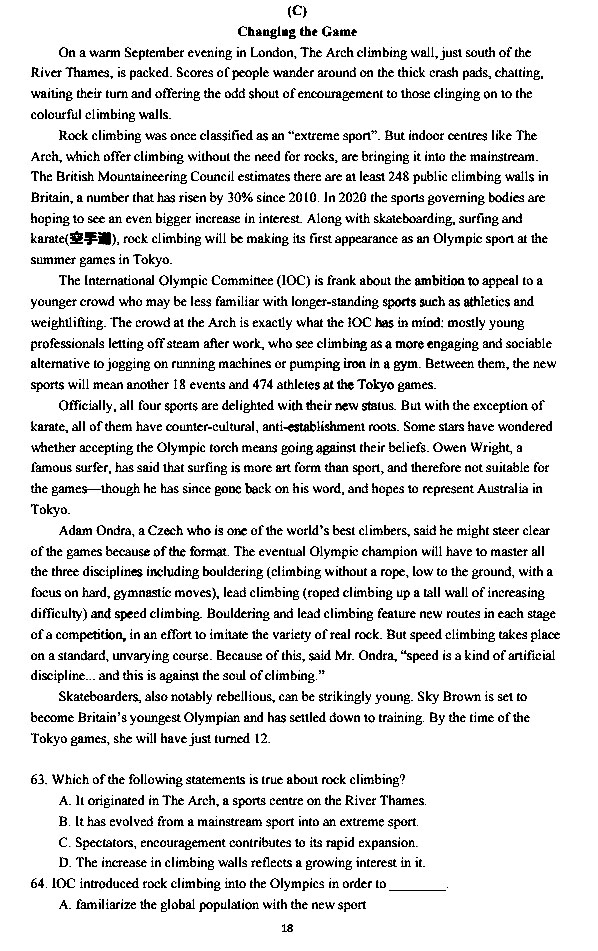 (C)
Changing the Game
On a warm September evening in London, The Arch climbing wall, just south of the
River Thames, is packed. Scores of people wander around on the thick crash pads, chatting,
waiting their turn and offering the odd shout of encouragement to those clinging on to the
colourful climbing walls.
Rock climbing was once classified as an “extreme sport”. But indoor centres like The
Arch, which offer climbing without the need for rocks, are bringing it into the mainstream.
The British Mountaineering Council estimates there are at least 248 public climbing walls in
Britain, a number that has risen by 30% since 2010. In 2020 the sports governing bodies are
hoping to see an even bigger increase in interest. Along with skateboarding, surfing and
karate(空手道), rock climbing will be making its first appearance as an Olympic sport at the
summer games in Tokyo.
The International Olympic Committee (IOC) is frank about the ambition to appeal to a
younger crowd who may be less familiar with longer-standing sports such as athletics and
weightlifting. The crowd at the Arch is exactly what the IOC has in mind: mostly young
professionals letting off steam after work, who see climbing as a more engaging and sociable
alternative to jogging on running machines or pumping iron in a gym. Between them, the new
sports will mean another 18 events and 474 athletes at the Tokyo games.
Officially, all four sports are delighted with their new status. But with the exception of
karate, all of them have counter-cultural, anti-establishment roots. Some stars have wondered
whether accepting the Olympic torch means going against their beliefs. Owen Wright, a
famous surfer, has said that surfing is more art form than sport, and therefore not suitable for
the games—though he has since gone back on his word, and hopes to represent Australia in
Tokyo.
Adam Ondra, a Czech who is one of the world’s best climbers, said he might steer clear
of the games because of the format. The eventual Olympic champion will have to master all
the three disciplines including bouldering (climbing without a rope, low to the ground, with a
focus on hard, gymnastic moves), lead climbing (roped climbing up a tall wall of increasing
difficulty) and speed climbing. Bouldering and lead climbing feature new routes in each stage
of a competition, in an effort to imitate the variety of real rock. But speed climbing takes place
on a standard, unvarying course. Because of this, said Mr. Ondra, “speed is a kind of artificial
discipline... and this is against the soul of climbing.”
Skateboarders, also notably rebellious, can be strikingly young. Sky Brown is set to
become Britain’s youngest Olympian and has settled down to training. By the time of the
Tokyo games, she will have just turned 12.
63. Which of the following statements is true about rock climbing?
A. It originated in The Arch, a sports centre on the River Thames.
B. It has evolved from a mainstream sport into an extreme sport.
C. Spectators, encouragement contributes to its rapid expansion.
D. The increase in climbing walls reflects a growing interest in it.
64. IOC introduced rock climbing into the Olympics in order to ________.
A. familiarize the global population with the new sport
18